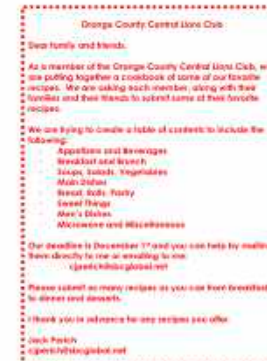 Orange County Central Lions Club
Dear family and friends,
As a member of the Orange County Central Lions Club, we
are putting together a cookbook of some of our favorite
recipes. We are asking each member, along with their
families and their friends to submit some of their favorite
recipes.
We are trying to create a table of contents to include the
following:
Appetizers and Beverages
Breakfast and Brunch
Soups, Salads, Vegetables
Main Dishes
Bread, Rolls, Pastry
Sweet Things
Men's Dishes
Microwave and Miscellaneous
Our deadline is December 1st and you can help by mailing
them directly to me or emailing to me
Please submit as many recipes as you can from breakfast
to dinner and desserts.
I thank you in advance for any recipes you offer.
Jack